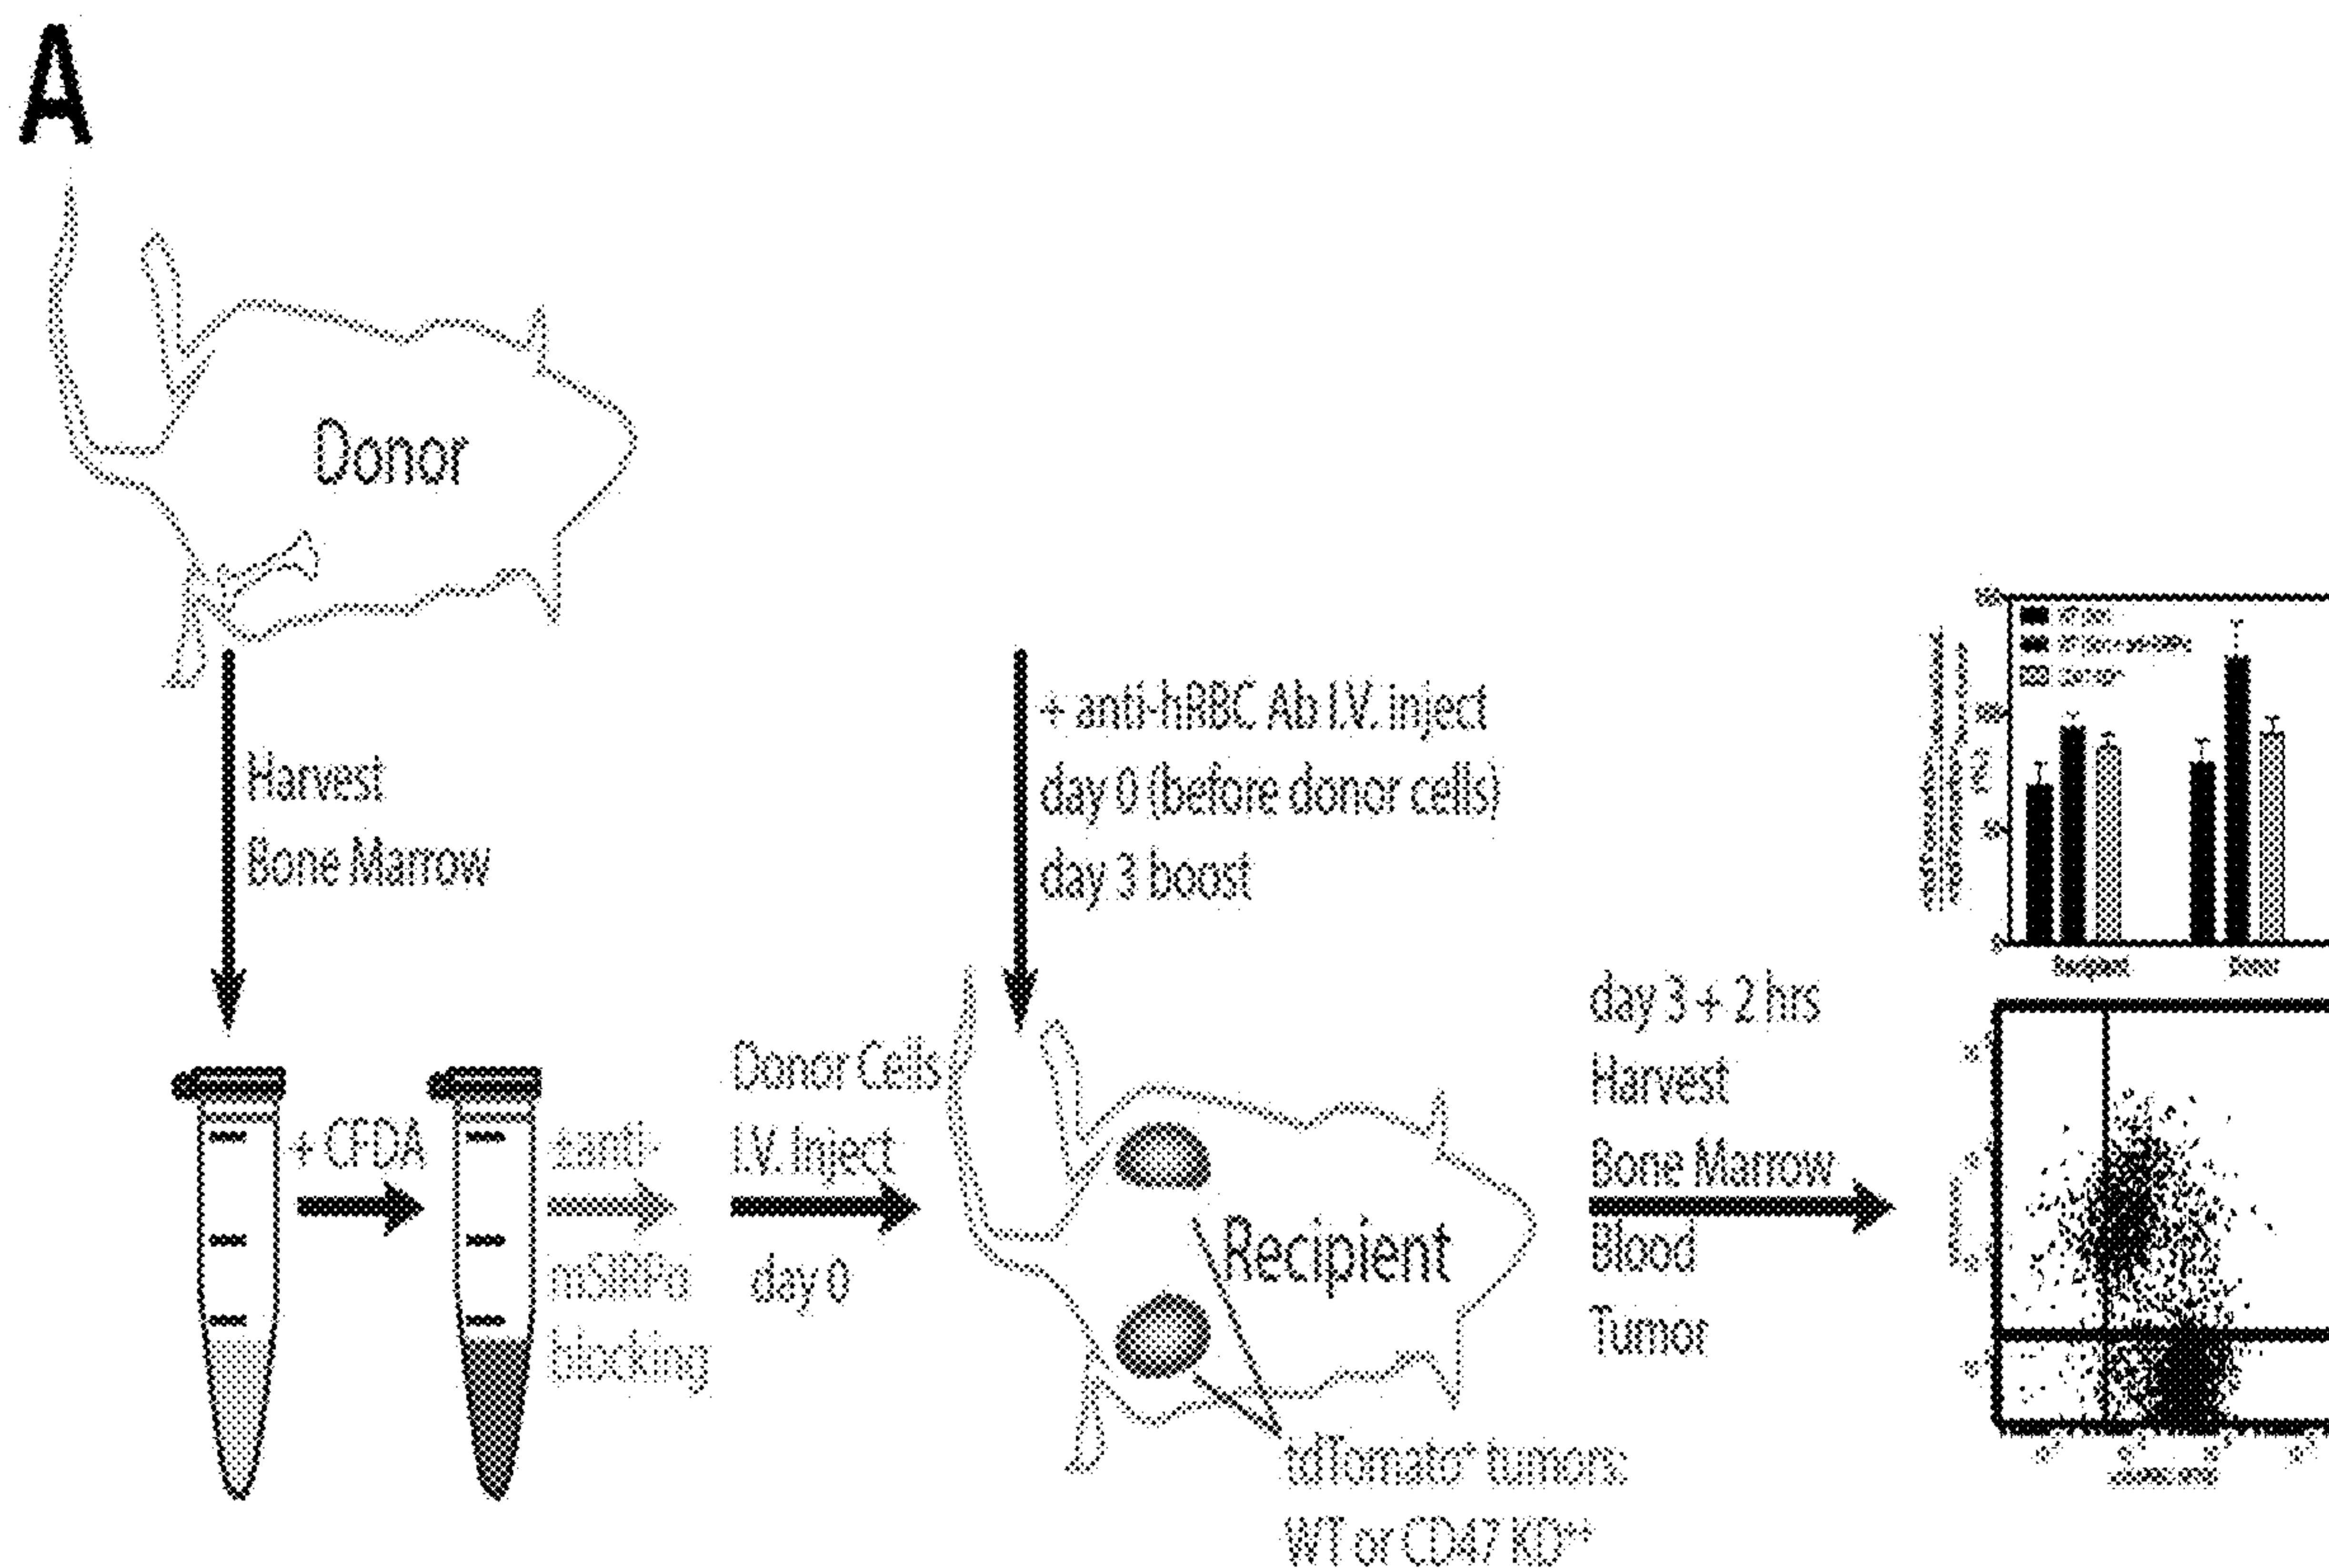 A
Donor
Harvest
Bone Marrow
+ anti-hRBC Ab I.V. inject
day 0 (before donor cells)
day 3 boost
+ CFDA
±anti-
mSIRPα
blocking
Donor Cells
I.V. inject
day 0
Recipient
tdTomato⁺ tumors:
WT or CD47 KD⁺⁺
day 3 + 2 hrs
Harvest
Bone Marrow
Blood
Tumor
Donor